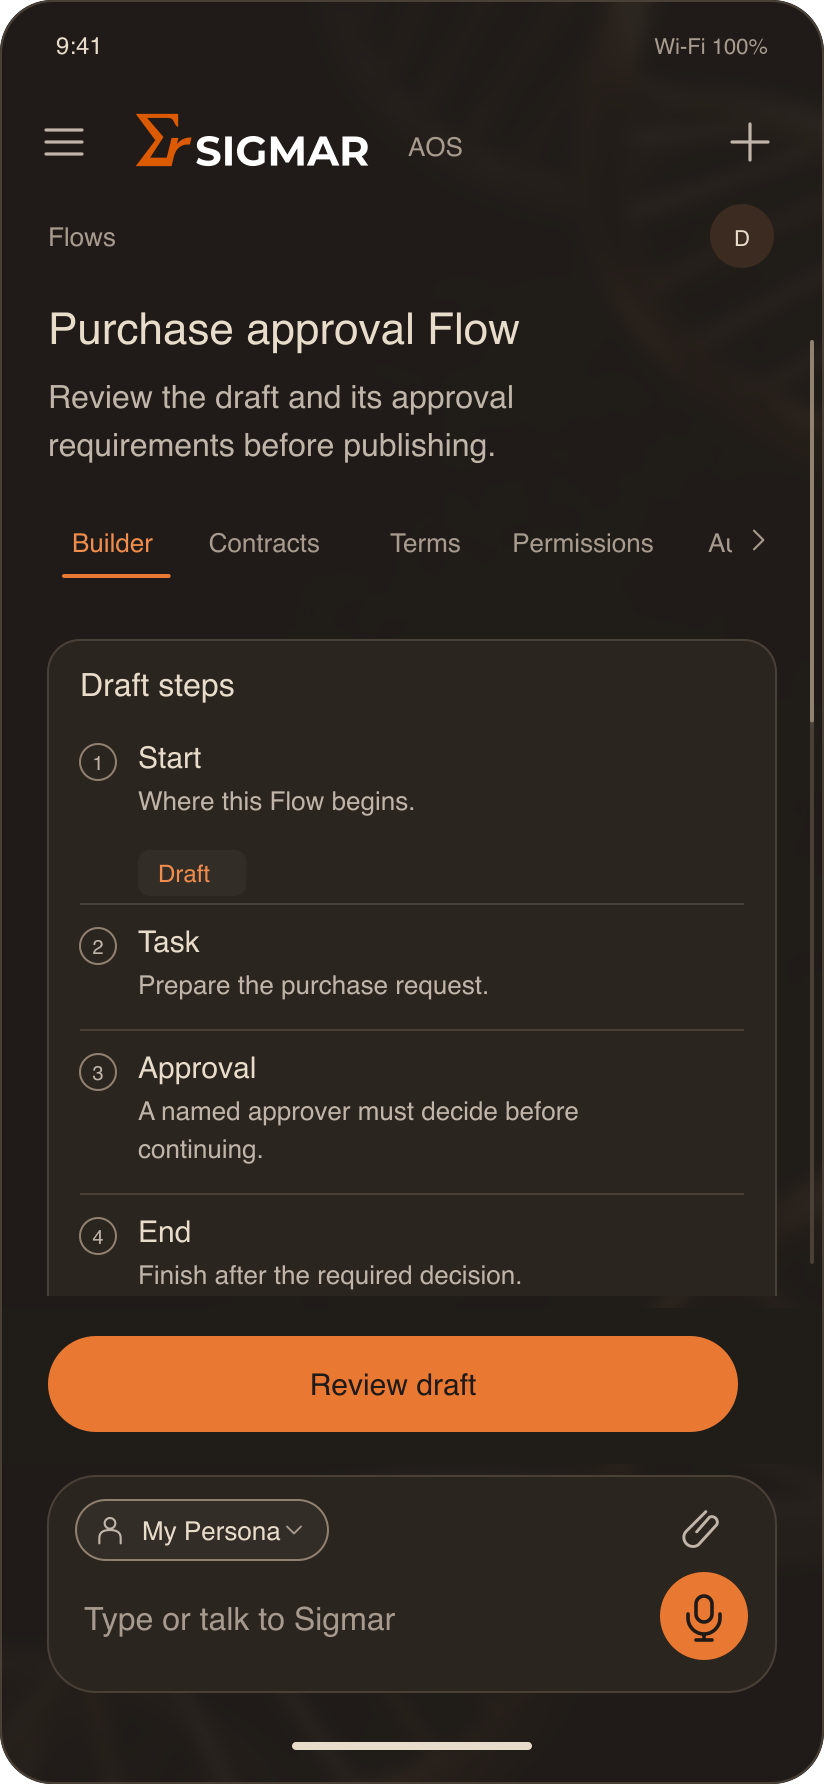 9:41
Wi-Fi 100%
Σr SIGMAR AOS
Flows
D
Purchase approval Flow
Review the draft and its approval
requirements before publishing.
Builder Contracts Terms Permissions Au
Draft steps
1 Start
Where this Flow begins.
Draft
2 Task
Prepare the purchase request.
3 Approval
A named approver must decide before
continuing.
4 End
Finish after the required decision.
Review draft
My Persona
Type or talk to Sigmar